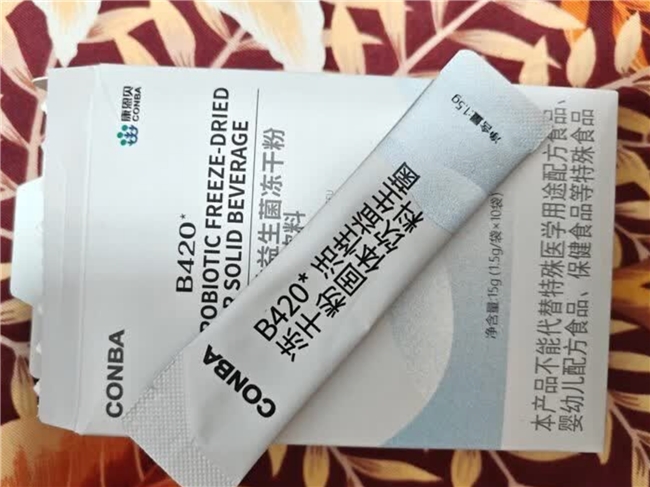 康恩贝
CONBA
B420*
OBIOTIC FREEZE-DRIED
SOLID BEVERAGE
益生菌冻干粉
料
CONBA
净含量:15g (1.5g/袋×10袋)
本产品不能代替特殊医学用途配方食品、
婴幼儿配方食品、保健食品等特殊食品
CONBA
B420*活性益生菌
冻干粉固体饮料
净含量:1.5g